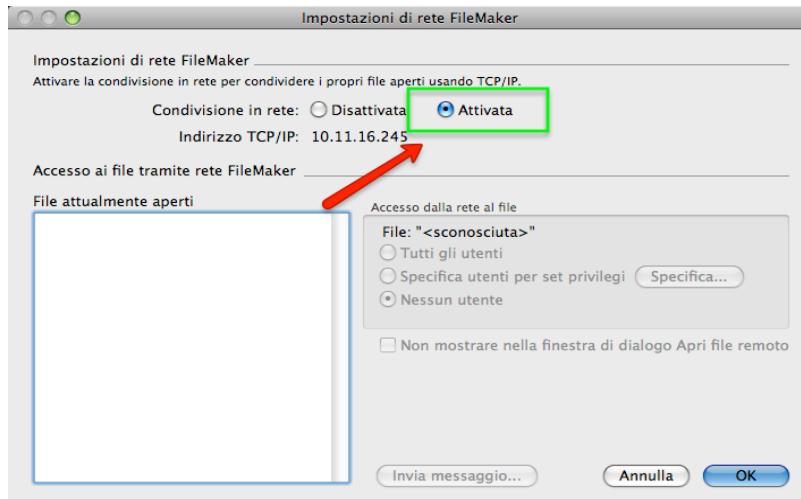 Impostazioni di rete FileMaker
Impostazioni di rete FileMaker
Attivare la condivisione in rete per condividere i propri file aperti usando TCP/IP.
Condivisione in rete: Disattivata Attivata
Indirizzo TCP/IP: 10.11.16.245
Accesso ai file tramite rete FileMaker
File attualmente aperti
Accesso dalla rete al file
File: "<sconosciuta>"
Tutti gli utenti
Specifica utenti per set privilegi Specifica...
Nessun utente
Non mostrare nella finestra di dialogo Apri file remoto
Invia messaggio... Annulla OK